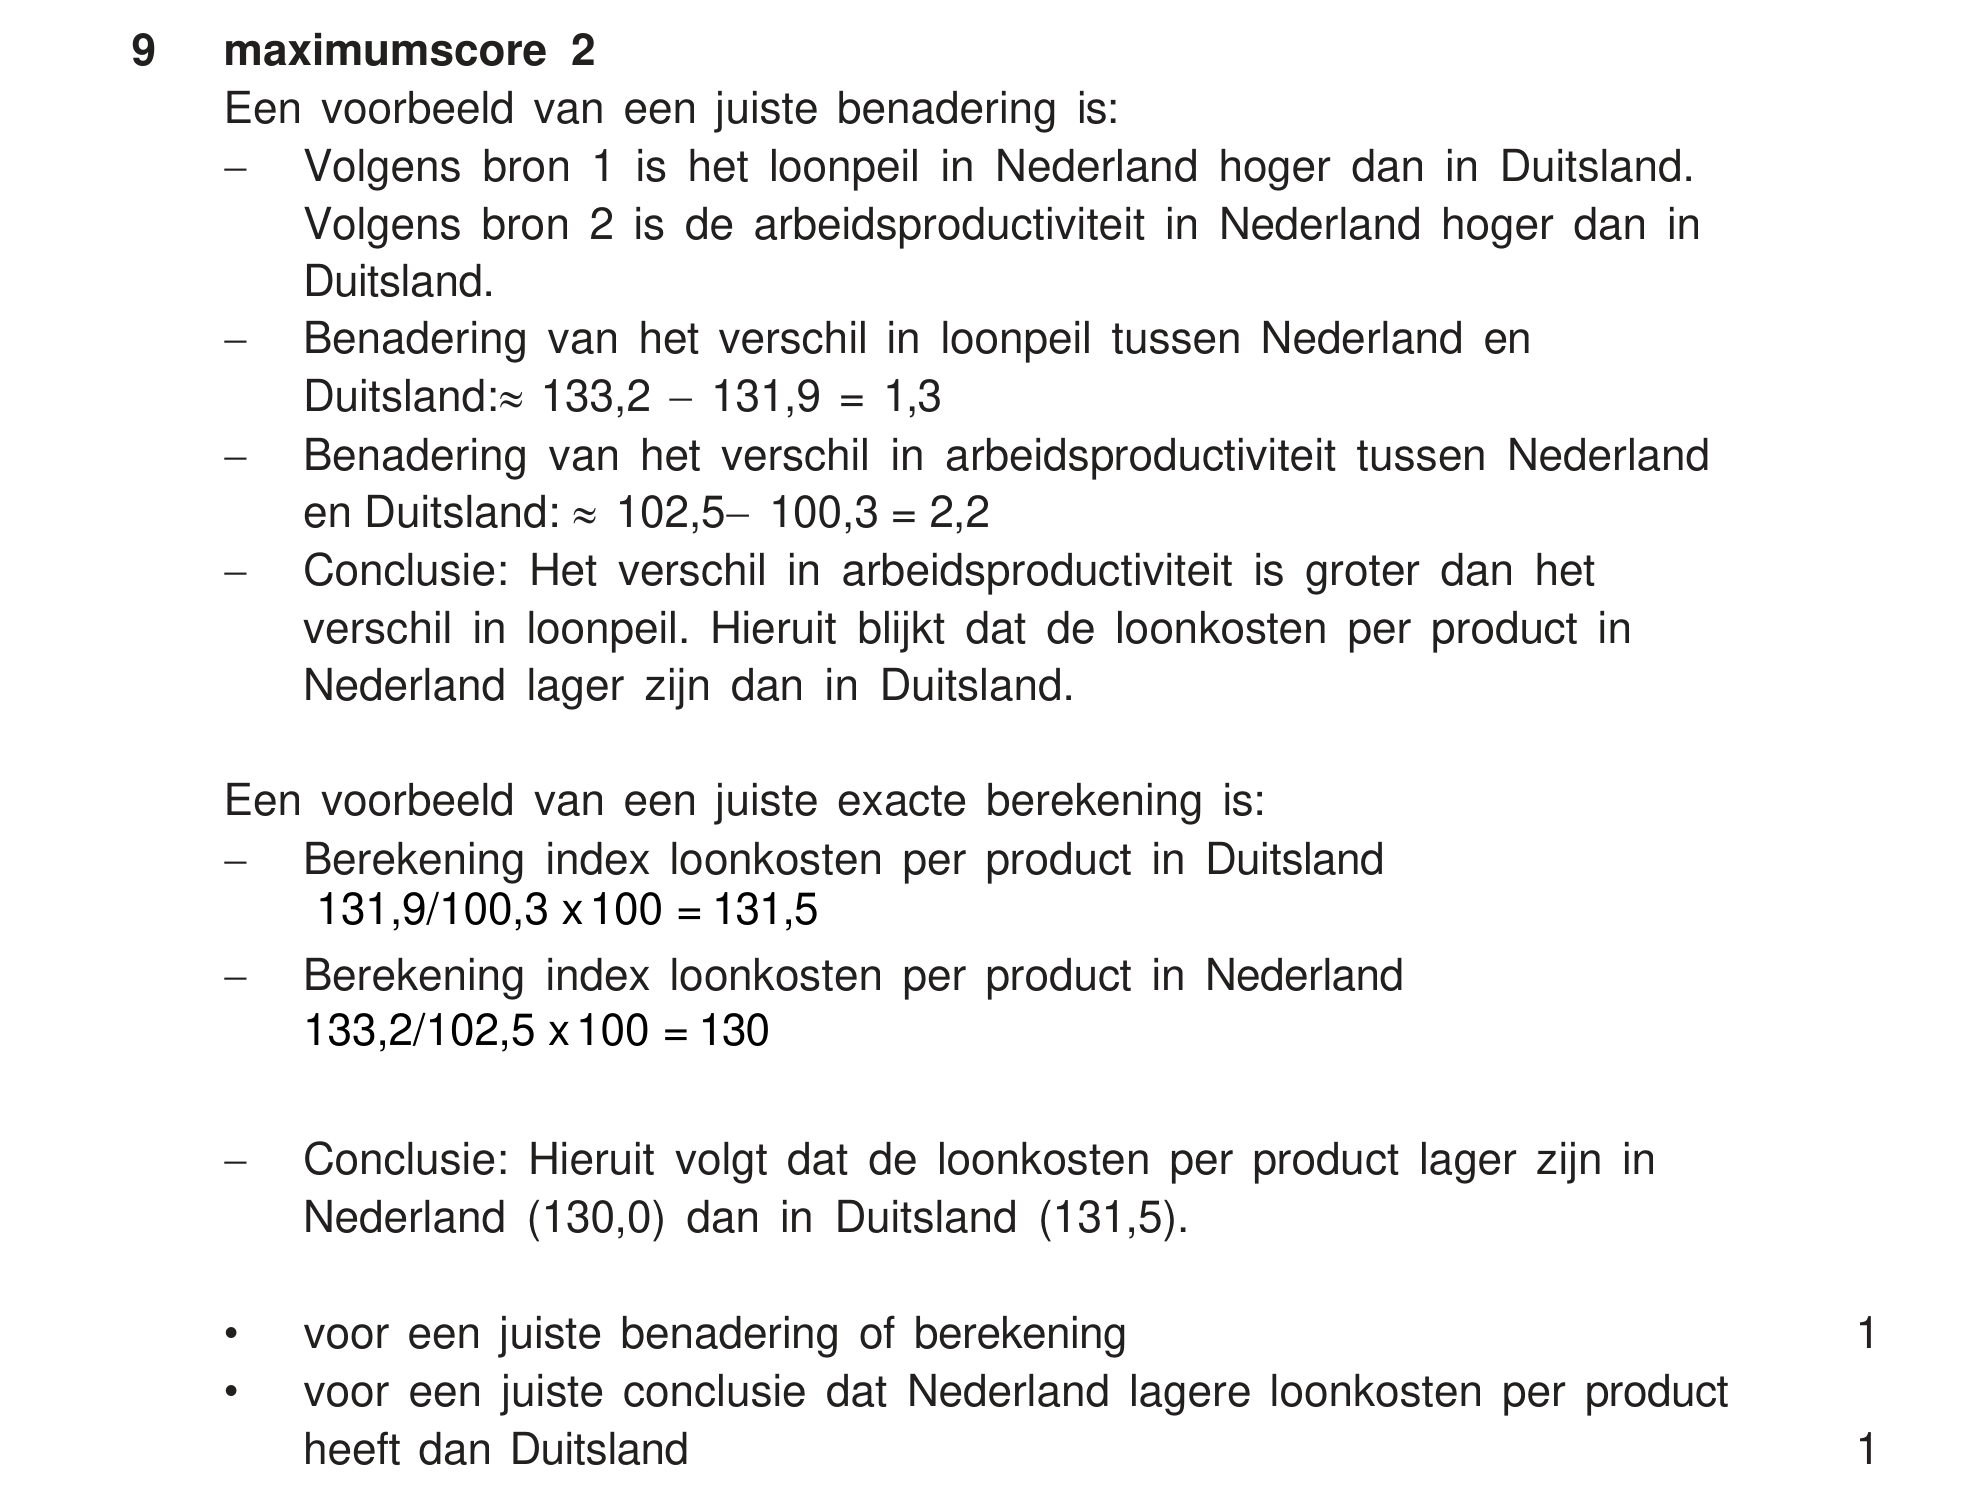 9 maximumscore 2
Een voorbeeld van een juiste benadering is:
– Volgens bron 1 is het loonpeil in Nederland hoger dan in Duitsland.
Volgens bron 2 is de arbeidsproductiviteit in Nederland hoger dan in
Duitsland.
– Benadering van het verschil in loonpeil tussen Nederland en
Duitsland:≈ 133,2 – 131,9 = 1,3
– Benadering van het verschil in arbeidsproductiviteit tussen Nederland
en Duitsland: ≈ 102,5– 100,3 = 2,2
– Conclusie: Het verschil in arbeidsproductiviteit is groter dan het
verschil in loonpeil. Hieruit blijkt dat de loonkosten per product in
Nederland lager zijn dan in Duitsland.
Een voorbeeld van een juiste exacte berekening is:
– Berekening index loonkosten per product in Duitsland
131,9/100,3 x 100 = 131,5
– Berekening index loonkosten per product in Nederland
133,2/102,5 x 100 = 130
– Conclusie: Hieruit volgt dat de loonkosten per product lager zijn in
Nederland (130,0) dan in Duitsland (131,5).
• voor een juiste benadering of berekening 1
• voor een juiste conclusie dat Nederland lagere loonkosten per product
heeft dan Duitsland 1